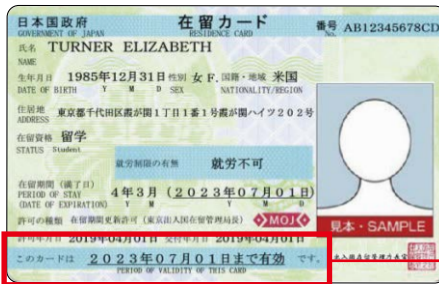 日本国政府 在留カード 番号 AB12345678CD
GOVERNMENT OF JAPAN RESIDENCE CARD No.
氏名 TURNER ELIZABETH
NAME
生年月日 1985年12月31日 性別 女 F. 国籍・地域 米国
DATE OF BIRTH Y M D SEX NATIONALITY/REGION
住居地 東京都千代田区霞が関1丁目1番1号霞が関ハイツ202号
ADDRESS
在留資格 留学
STATUS Student
就労制限の有無 就労不可
在留期間(満了日) 4年3月(2023年07月01日)
PERIOD OF STAY
(DATE OF EXPIRATION) Y M Y M D
許可の種類 在留期間更新許可(東京出入国在留管理局長) MOJ
見本・SAMPLE
許可年月日 2019年04月01日 交付年月日 2019年04月01日
このカードは 2023年07月01日まで有効 です。
PERIOD OF VALIDITY OF THIS CARD